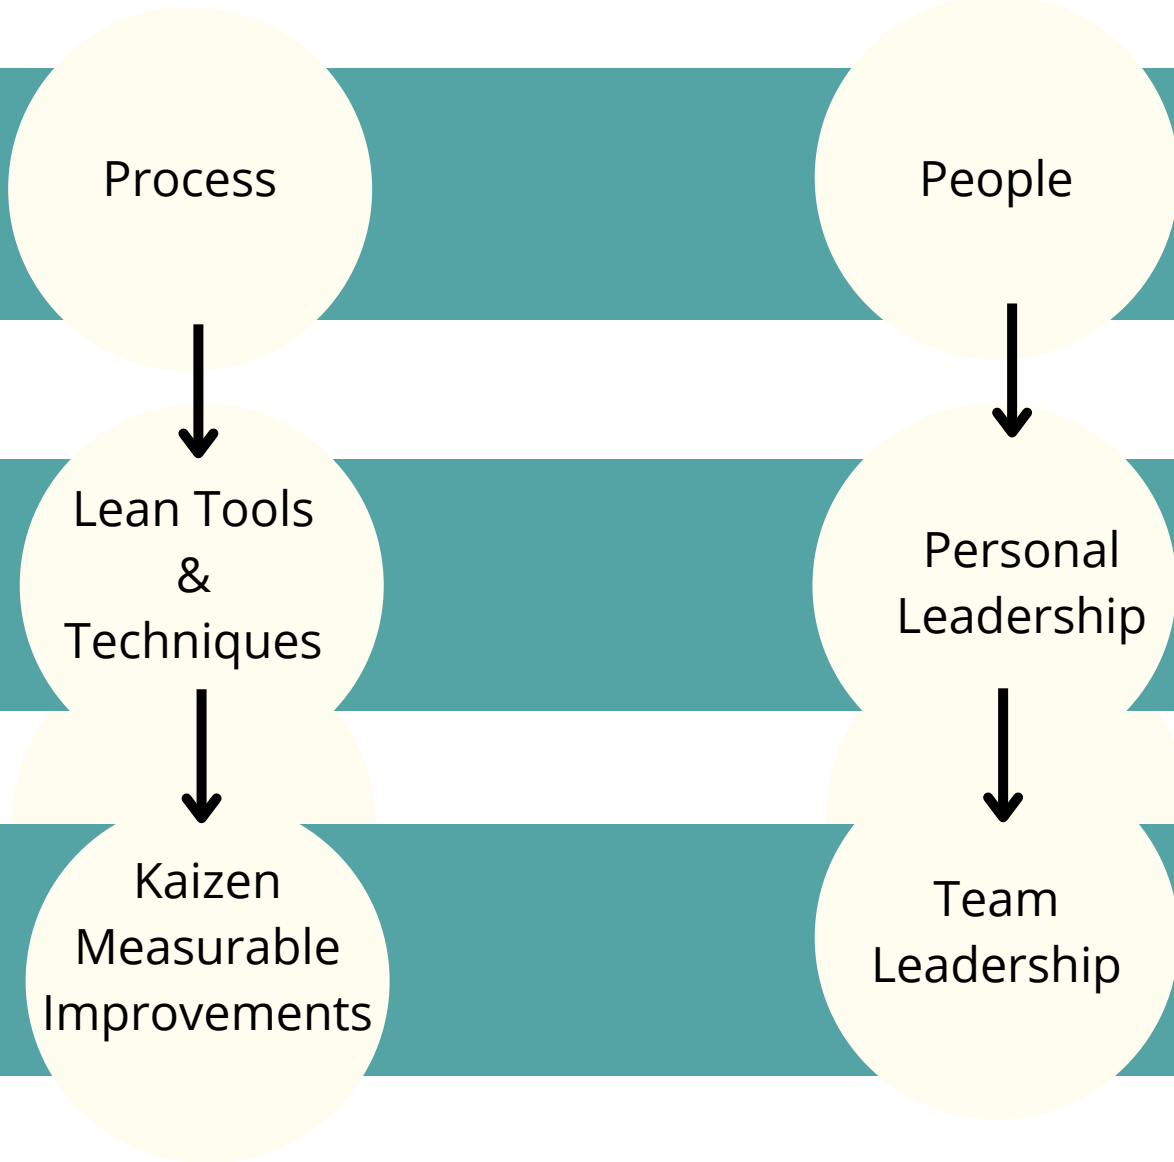 Process
People
Lean Tools
&
Techniques
Personal
Leadership
Kaizen
Measurable
Improvements
Team
Leadership